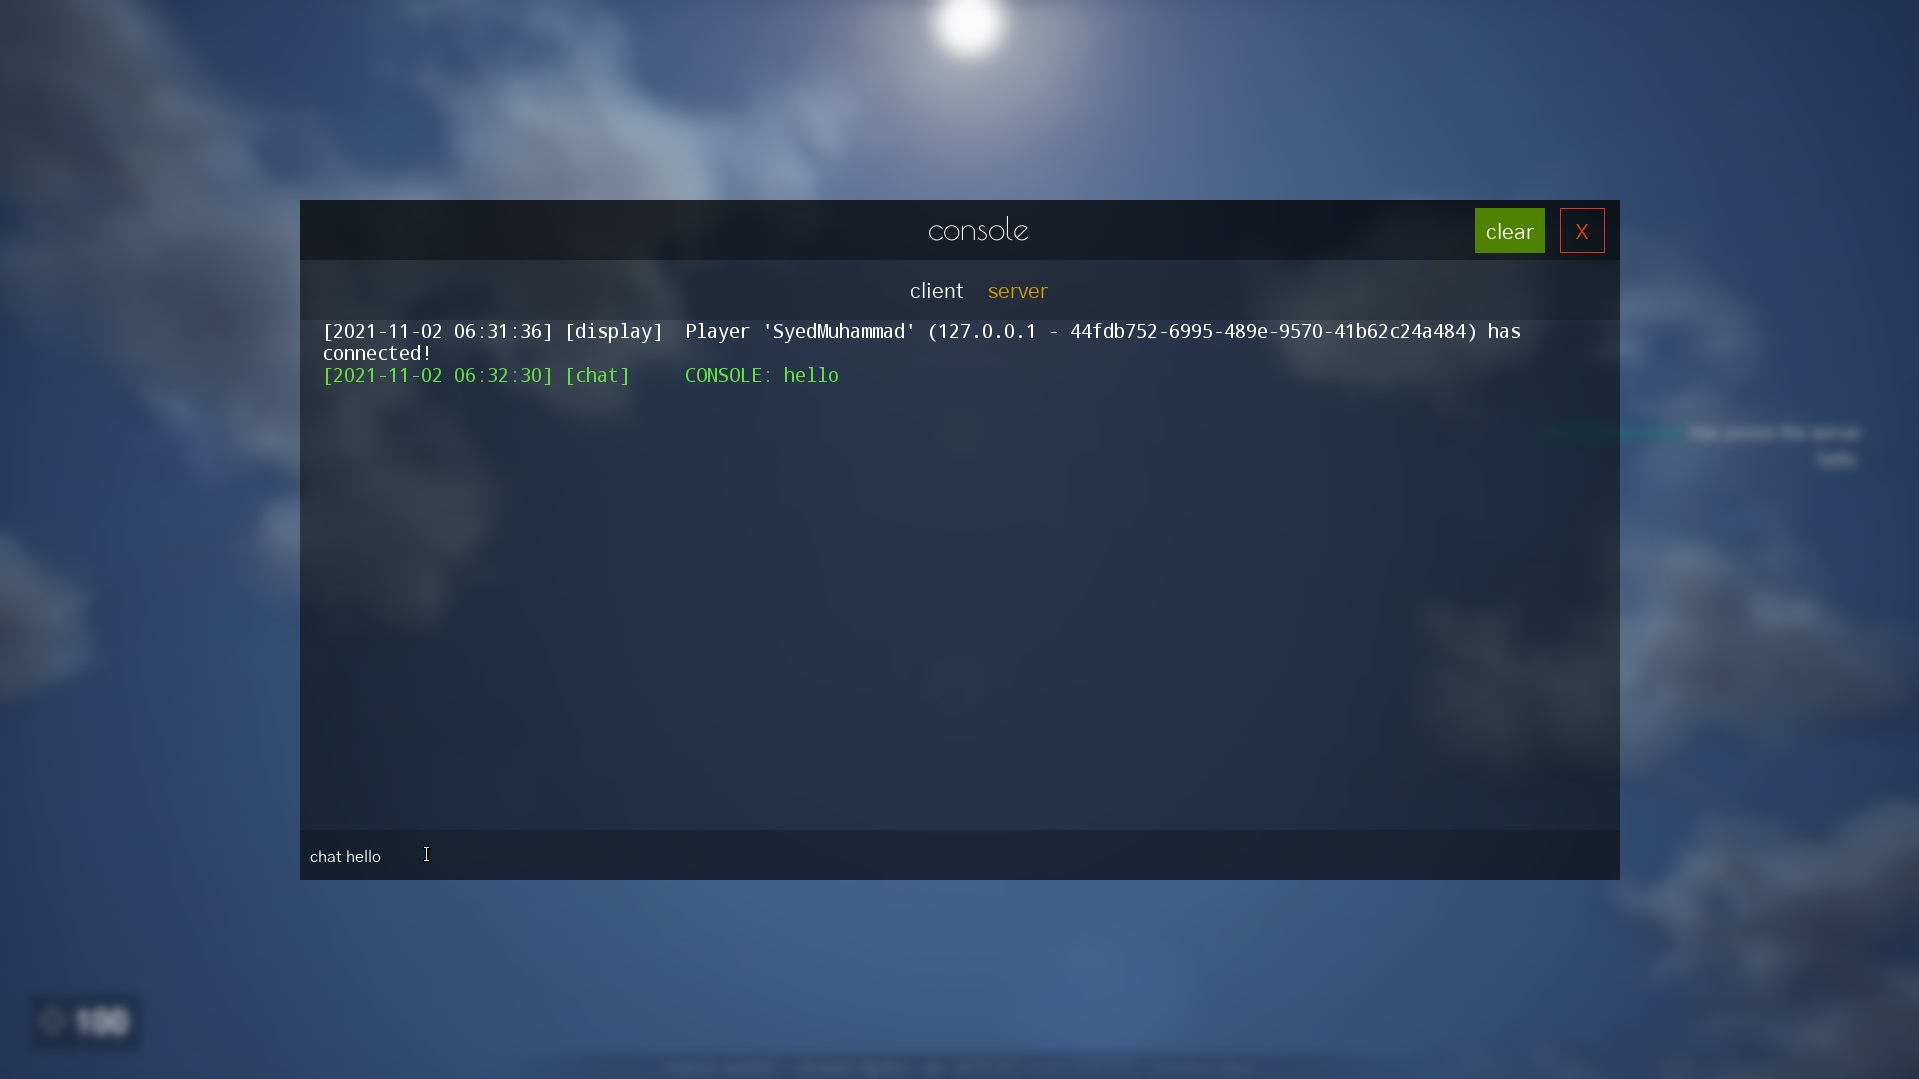 console
clear
X
client server
[2021-11-02 06:31:36] [display] Player 'SyedMuhammad' (127.0.0.1 - 44fdb752-6995-489e-9570-41b62c24a484) has
connected!
[2021-11-02 06:32:30] [chat] CONSOLE: hello
has joined the server
hello
chat hello
100